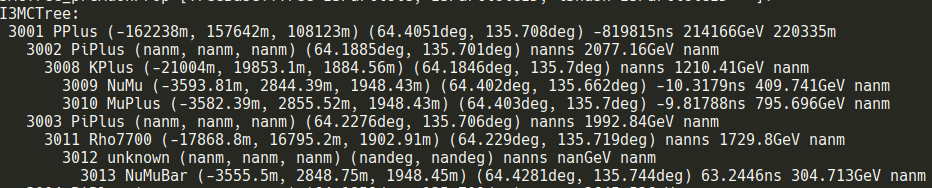 I3MCTree:
3001 PPlus (-162238m, 157642m, 108123m) (64.4051deg, 135.708deg) -819815ns 214166GeV 220335m
3002 PiPlus (nanm, nanm, nanm) (64.1885deg, 135.701deg) nanns 2077.16GeV nanm
3008 KPlus (-21004m, 19853.1m, 1884.56m) (64.1846deg, 135.7deg) nanns 1210.41GeV nanm
3009 NuMu (-3593.81m, 2844.39m, 1948.43m) (64.402deg, 135.662deg) -10.3179ns 409.741GeV nanm
3010 MuPlus (-3582.39m, 2855.52m, 1948.43m) (64.403deg, 135.7deg) -9.81788ns 795.696GeV nanm
3003 PiPlus (nanm, nanm, nanm) (64.2276deg, 135.706deg) nanns 1992.84GeV nanm
3011 Rho7700 (-17868.8m, 16795.2m, 1902.91m) (64.229deg, 135.719deg) nanns 1729.8GeV nanm
3012 unknown (nanm, nanm, nanm) (nandeg, nandeg) nanns nanGeV nanm
3013 NuMuBar (-3555.5m, 2848.75m, 1948.45m) (64.4281deg, 135.744deg) 63.2446ns 304.713GeV nanm